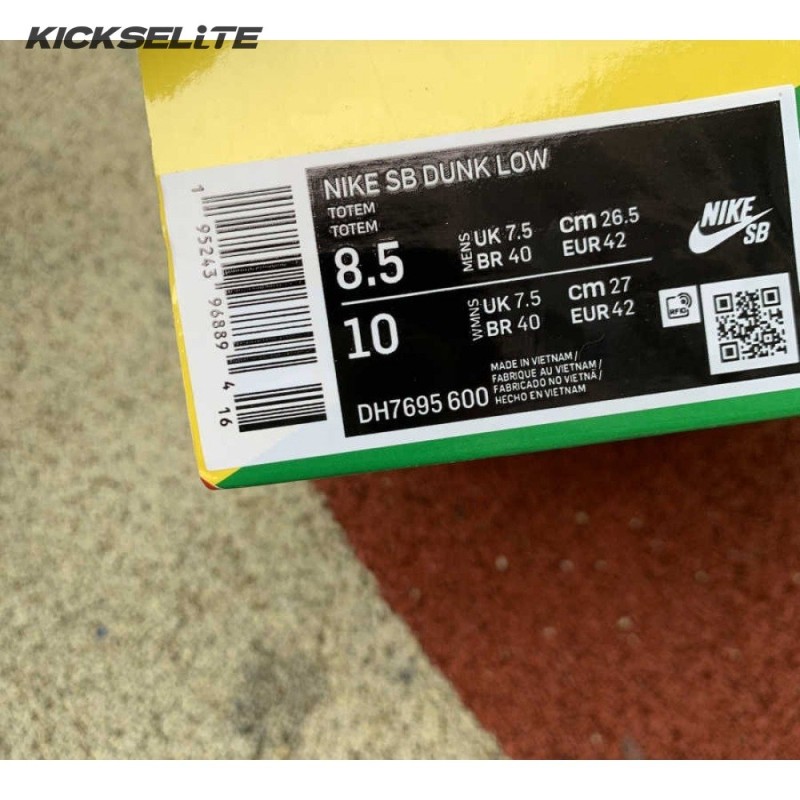 KICKSELITE
NIKE SB DUNK LOW
TOTEM
TOTEM
8.5 MENS UK 7.5 cm 26.5
BR 40 EUR 42
10 WMNS UK 7.5 cm 27
BR 40 EUR 42
DH7695 600
MADE IN VIETNAM /
FABRIQUE AU VIETNAM /
FABRICADO NO VIETNÃ /
HECHO EN VIETNAM
NIKE
SB
RFID
1 95243 96889 4 16